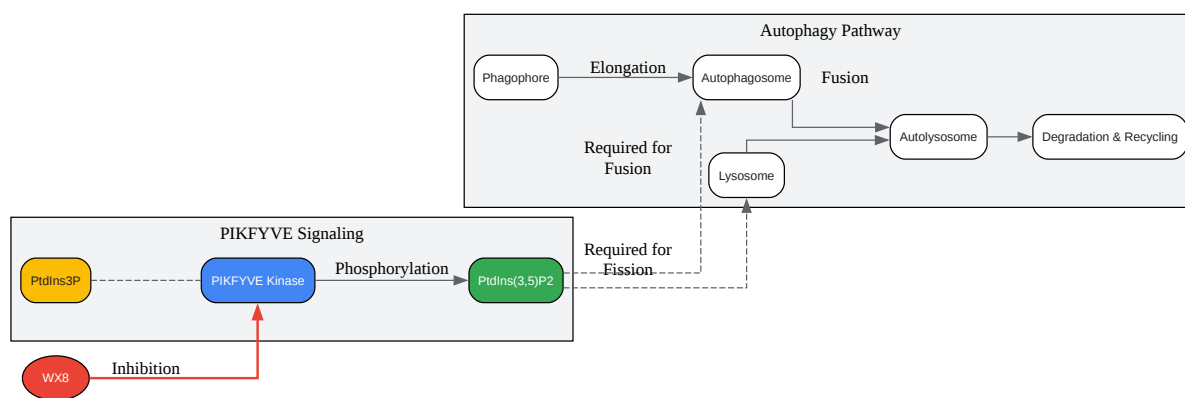 Autophagy Pathway
Phagophore
Elongation
Autophagosome
Fusion
Autolysosome
Degradation & Recycling
Required for
Fusion
Lysosome
PIKFYVE Signaling
PtdIns3P
PIKFYVE Kinase
Phosphorylation
PtdIns(3,5)P2
Required for
Fission
WX8
Inhibition